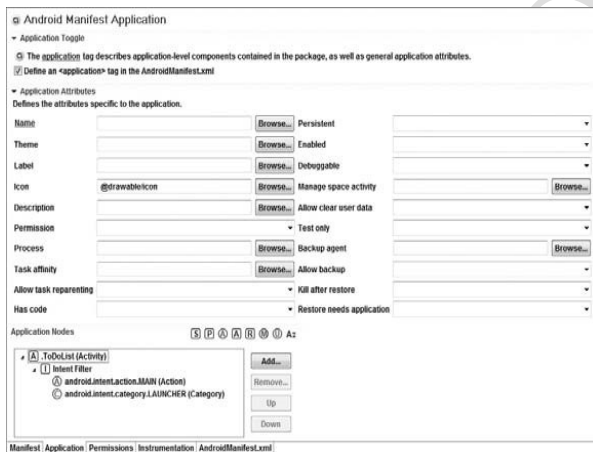 Android Manifest Application
Application Toggle
The application tag describes application-level components contained in the package, as well as general application attributes.
Define an <application> tag in the AndroidManifest.xml
Application Attributes
Defines the attributes specific to the application.
Name Browse... Persistent
Theme Browse... Enabled
Label Browse... Debuggable
Icon @drawable/icon Browse... Manage space activity Browse...
Description Browse... Allow clear user data
Permission Test only
Process Browse... Backup agent Browse...
Task affinity Browse... Allow backup
Allow task reparenting Kill after restore
Has code Restore needs application
Application Nodes S P A A R M U Az
A .ToDoList (Activity) Add...
I Intent Filter
A android.intent.action.MAIN (Action) Remove...
C android.intent.category.LAUNCHER (Category) Up
Down
Manifest Application Permissions Instrumentation AndroidManifest.xml